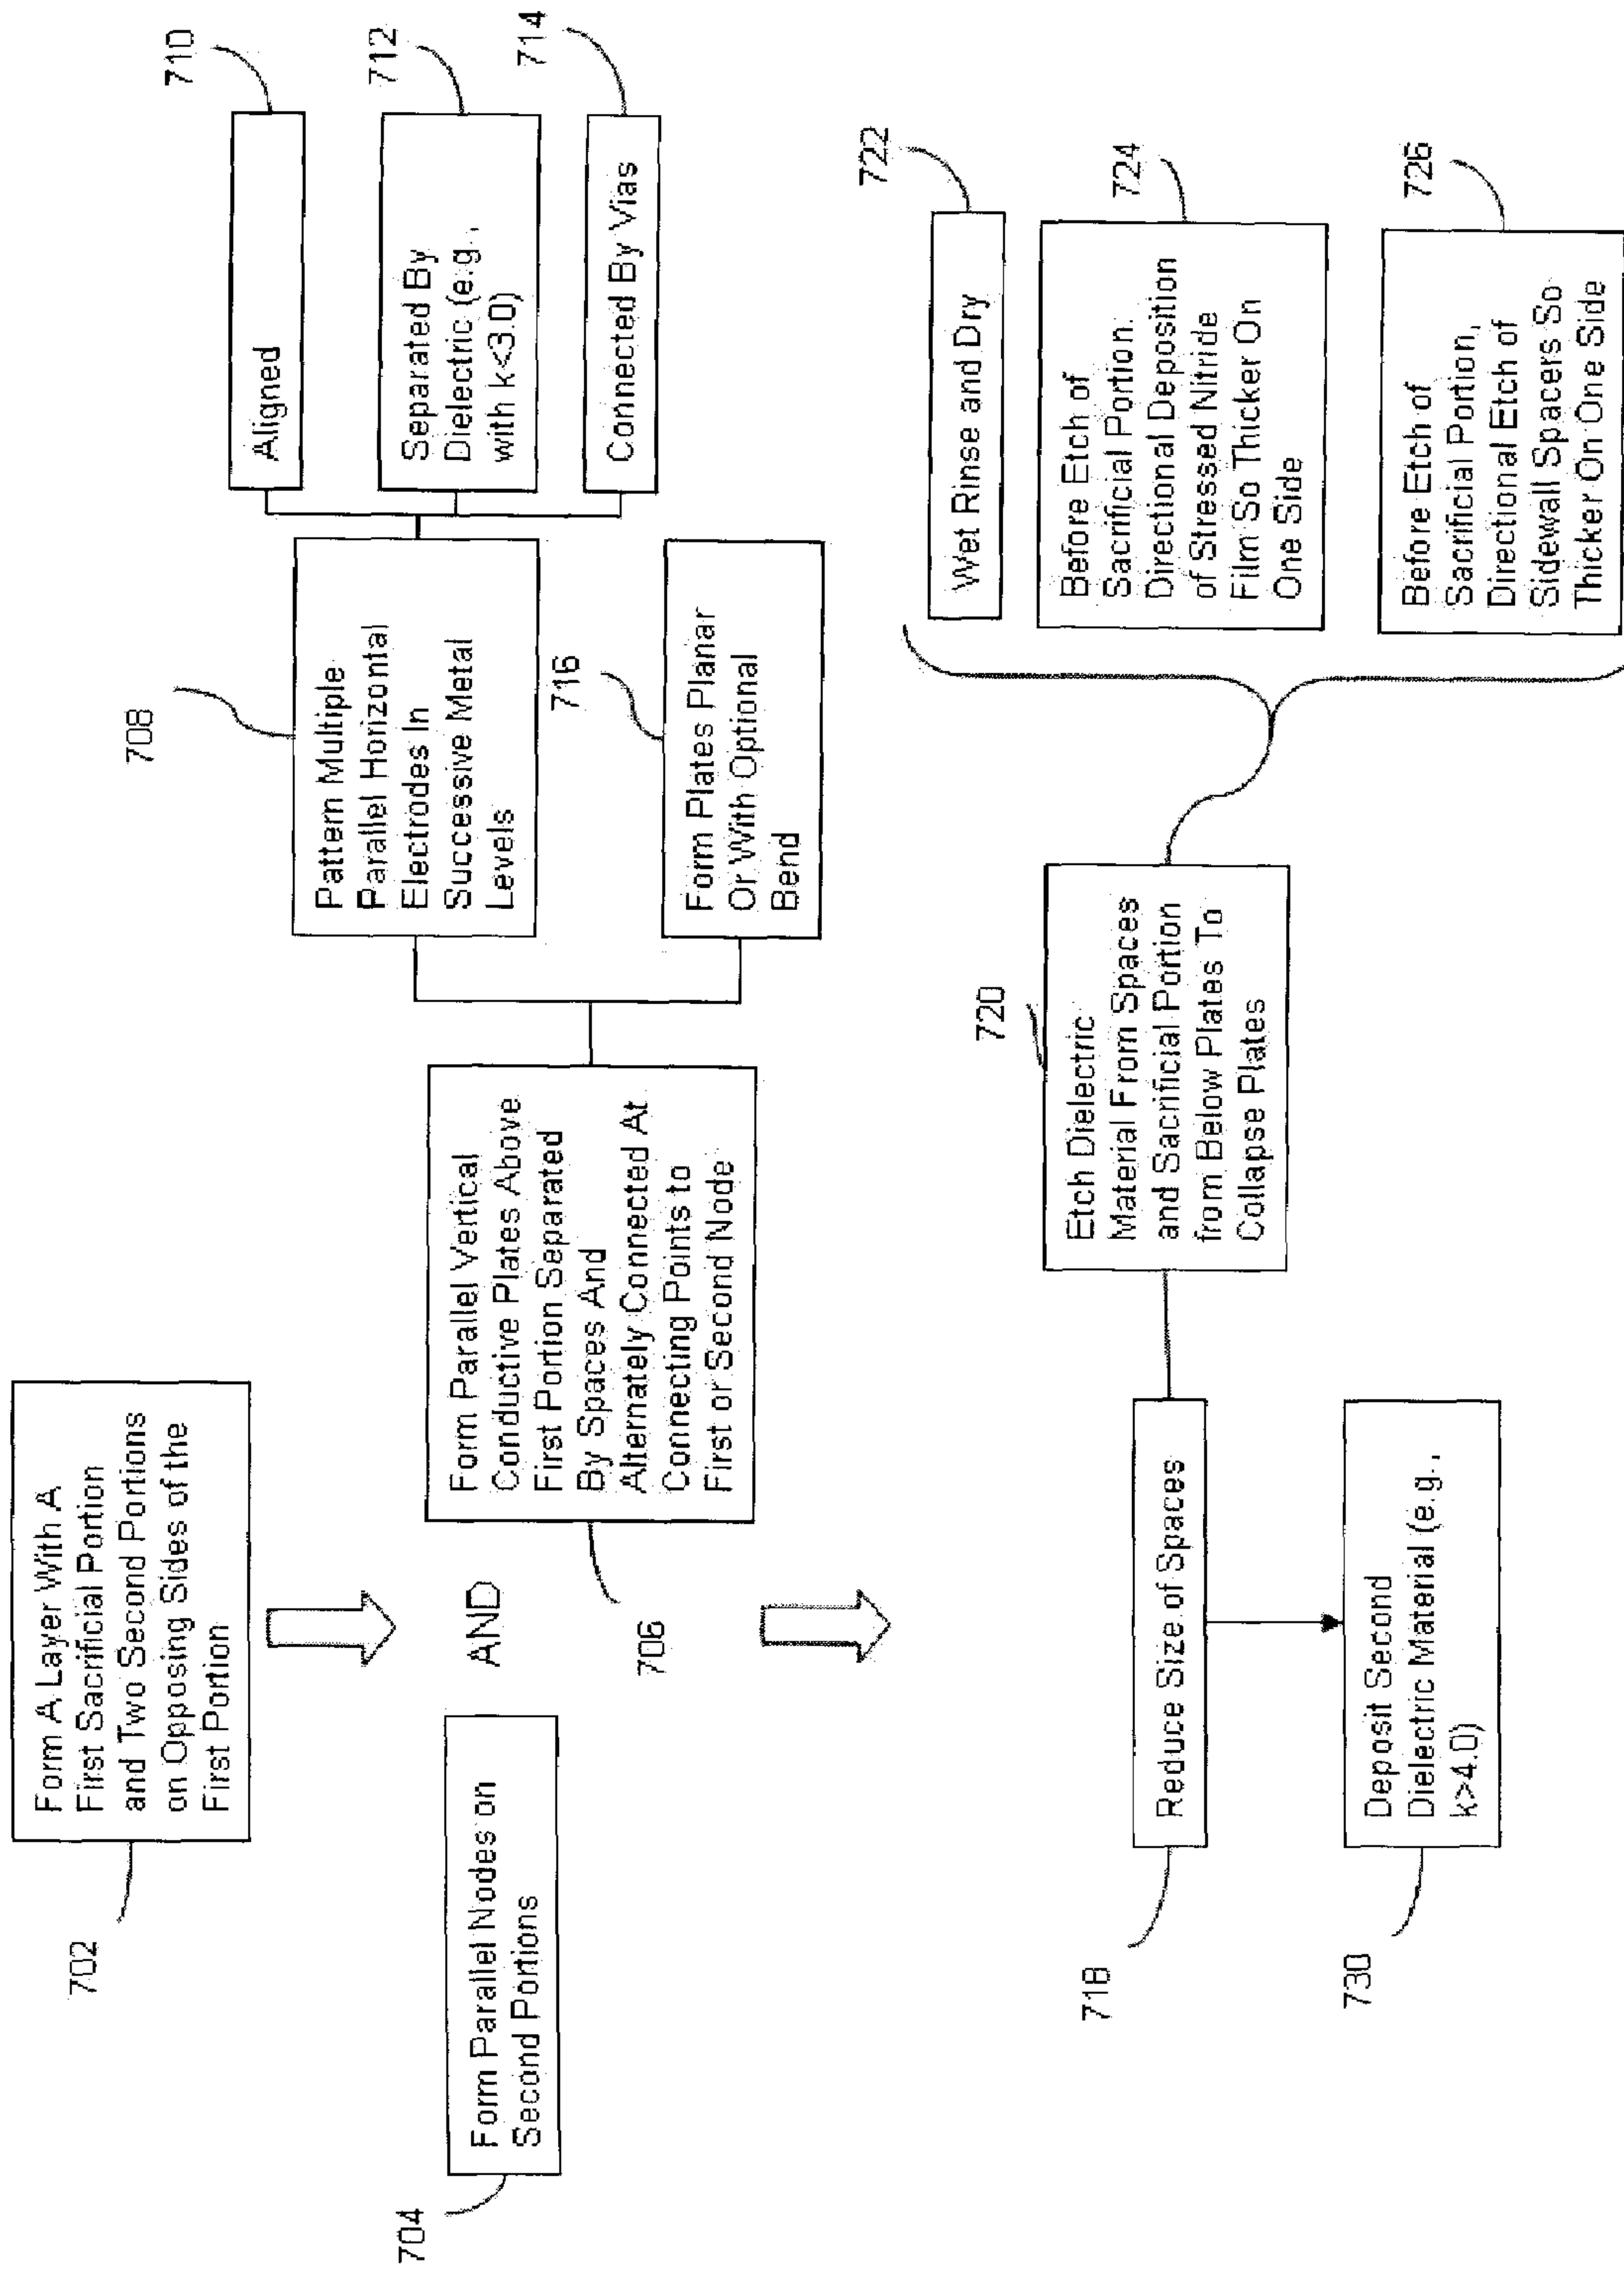 702
Form A Layer With A
First Sacrificial Portion
and Two Second Portions
on Opposing Sides of the
First Portion
704
Form Parallel Nodes on
Second Portions
AND
706
Form Parallel Vertical
Conductive Plates Above
First Portion Separated
By Spaces And
Alternately Connected At
Connecting Points to
First or Second Node
708
Pattern Multiple
Parallel Horizontal
Electrodes In
Successive Metal
Levels
710
Aligned
712
Separated By
Dielectric (e.g.,
with k<3.0)
714
Connected By Vias
716
Form Plates Planar
Or With Optional
Bend
718
Reduce Size of Spaces
720
Etch Dielectric
Material From Spaces
and Sacrificial Portion
from Below Plates To
Collapse Plates
722
Wet Rinse and Dry
724
Before Etch of
Sacrificial Portion.
Directional Deposition
of Stressed Nitride
Film So Thicker On
One Side
726
Before Etch of
Sacrificial Portion,
Directional Etch of
Sidewall Spacers So
Thicker On One Side
730
Deposit Second
Dielectric Material (e.g.,
k>4.0)